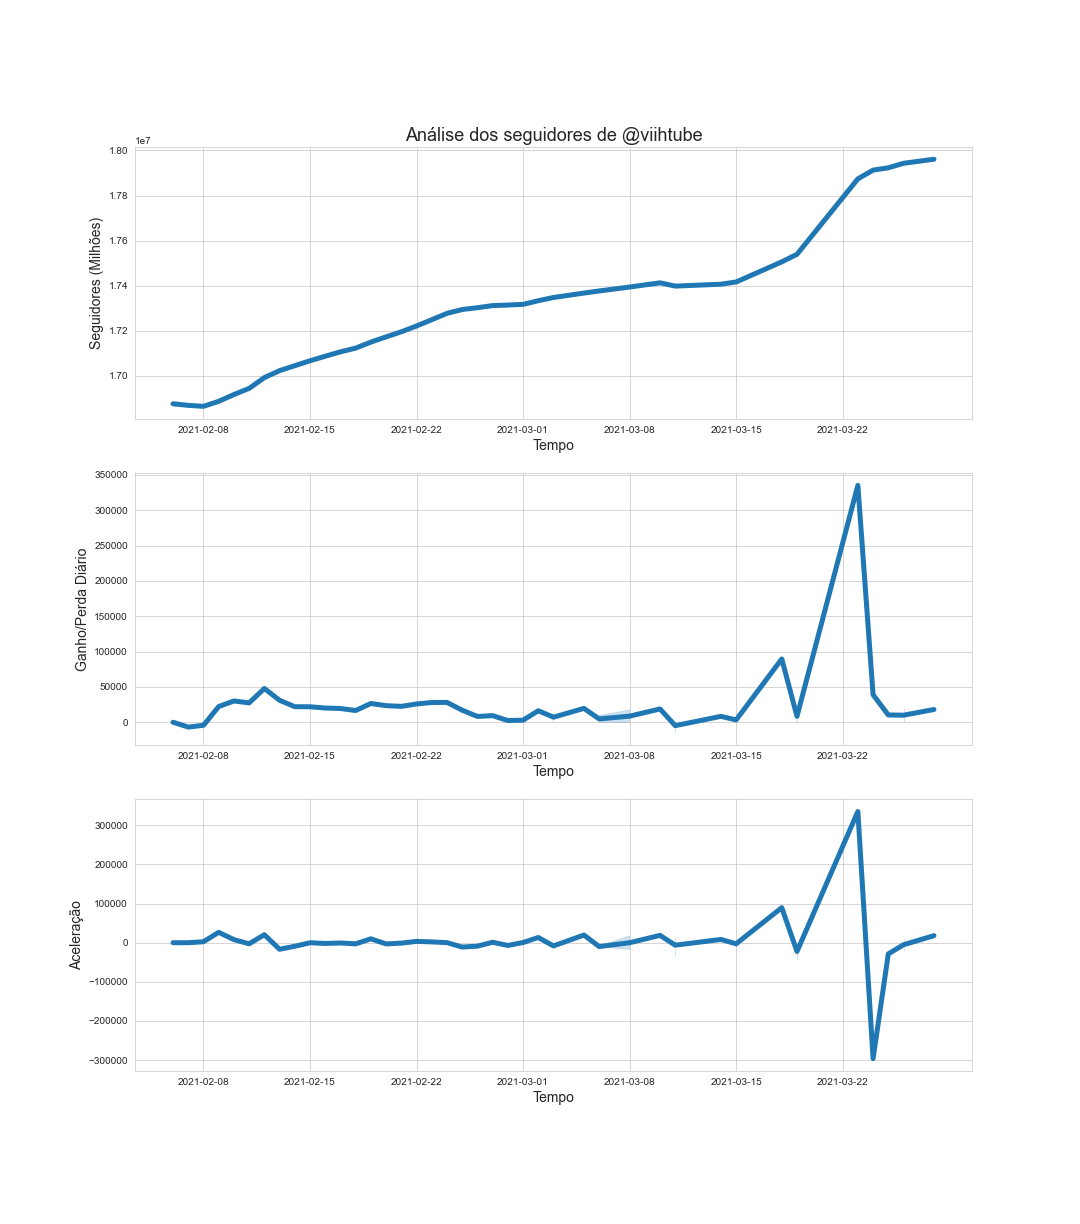 Análise dos seguidores de @viihtube
1e7
1.80
1.78
1.76
1.74
1.72
1.70
Seguidores (Milhões)
2021-02-08 2021-02-15 2021-02-22 2021-03-01 2021-03-08 2021-03-15 2021-03-22
Tempo
350000
300000
250000
200000
150000
100000
50000
0
Ganho/Perda Diário
2021-02-08 2021-02-15 2021-02-22 2021-03-01 2021-03-08 2021-03-15 2021-03-22
Tempo
300000
200000
100000
0
−100000
−200000
−300000
Aceleração
2021-02-08 2021-02-15 2021-02-22 2021-03-01 2021-03-08 2021-03-15 2021-03-22
Tempo